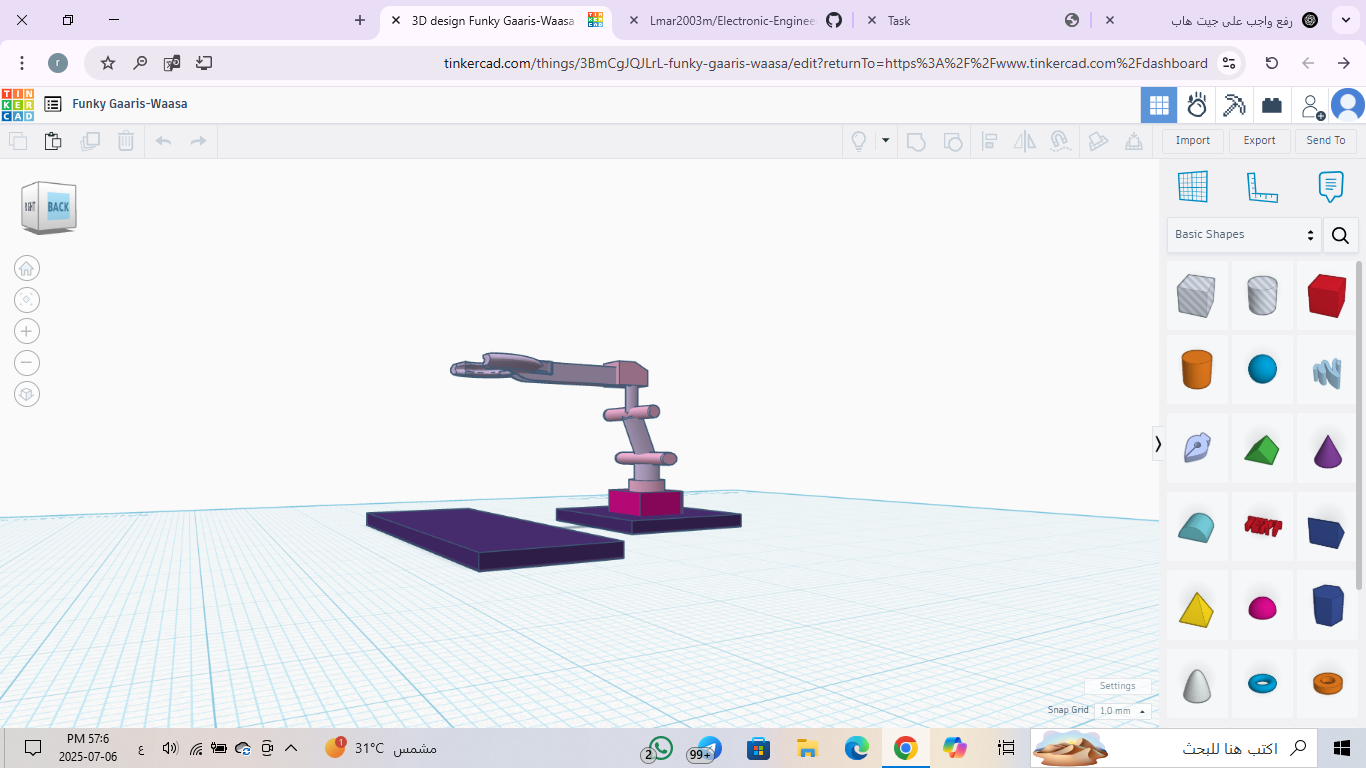 3D design Funky Gaaris-Waasa
Lmar2003m/Electronic-Enginee
Task
رفع واجب على جيت هاب
r
tinkercad.com/things/3BmCgJQJLrL-funky-gaaris-waasa/edit?returnTo=https%3A%2F%2Fwww.tinkercad.com%2Fdashboard
TIN
KER
CAD
Funky Gaaris-Waasa
Import
Export
Send To
BACK
Basic Shapes
TEXT
Settings
Snap Grid
1.0 mm
PM 57:6
2025-07-06
ع
1
31°C
مشمس
2
99+
اكتب هنا للبحث